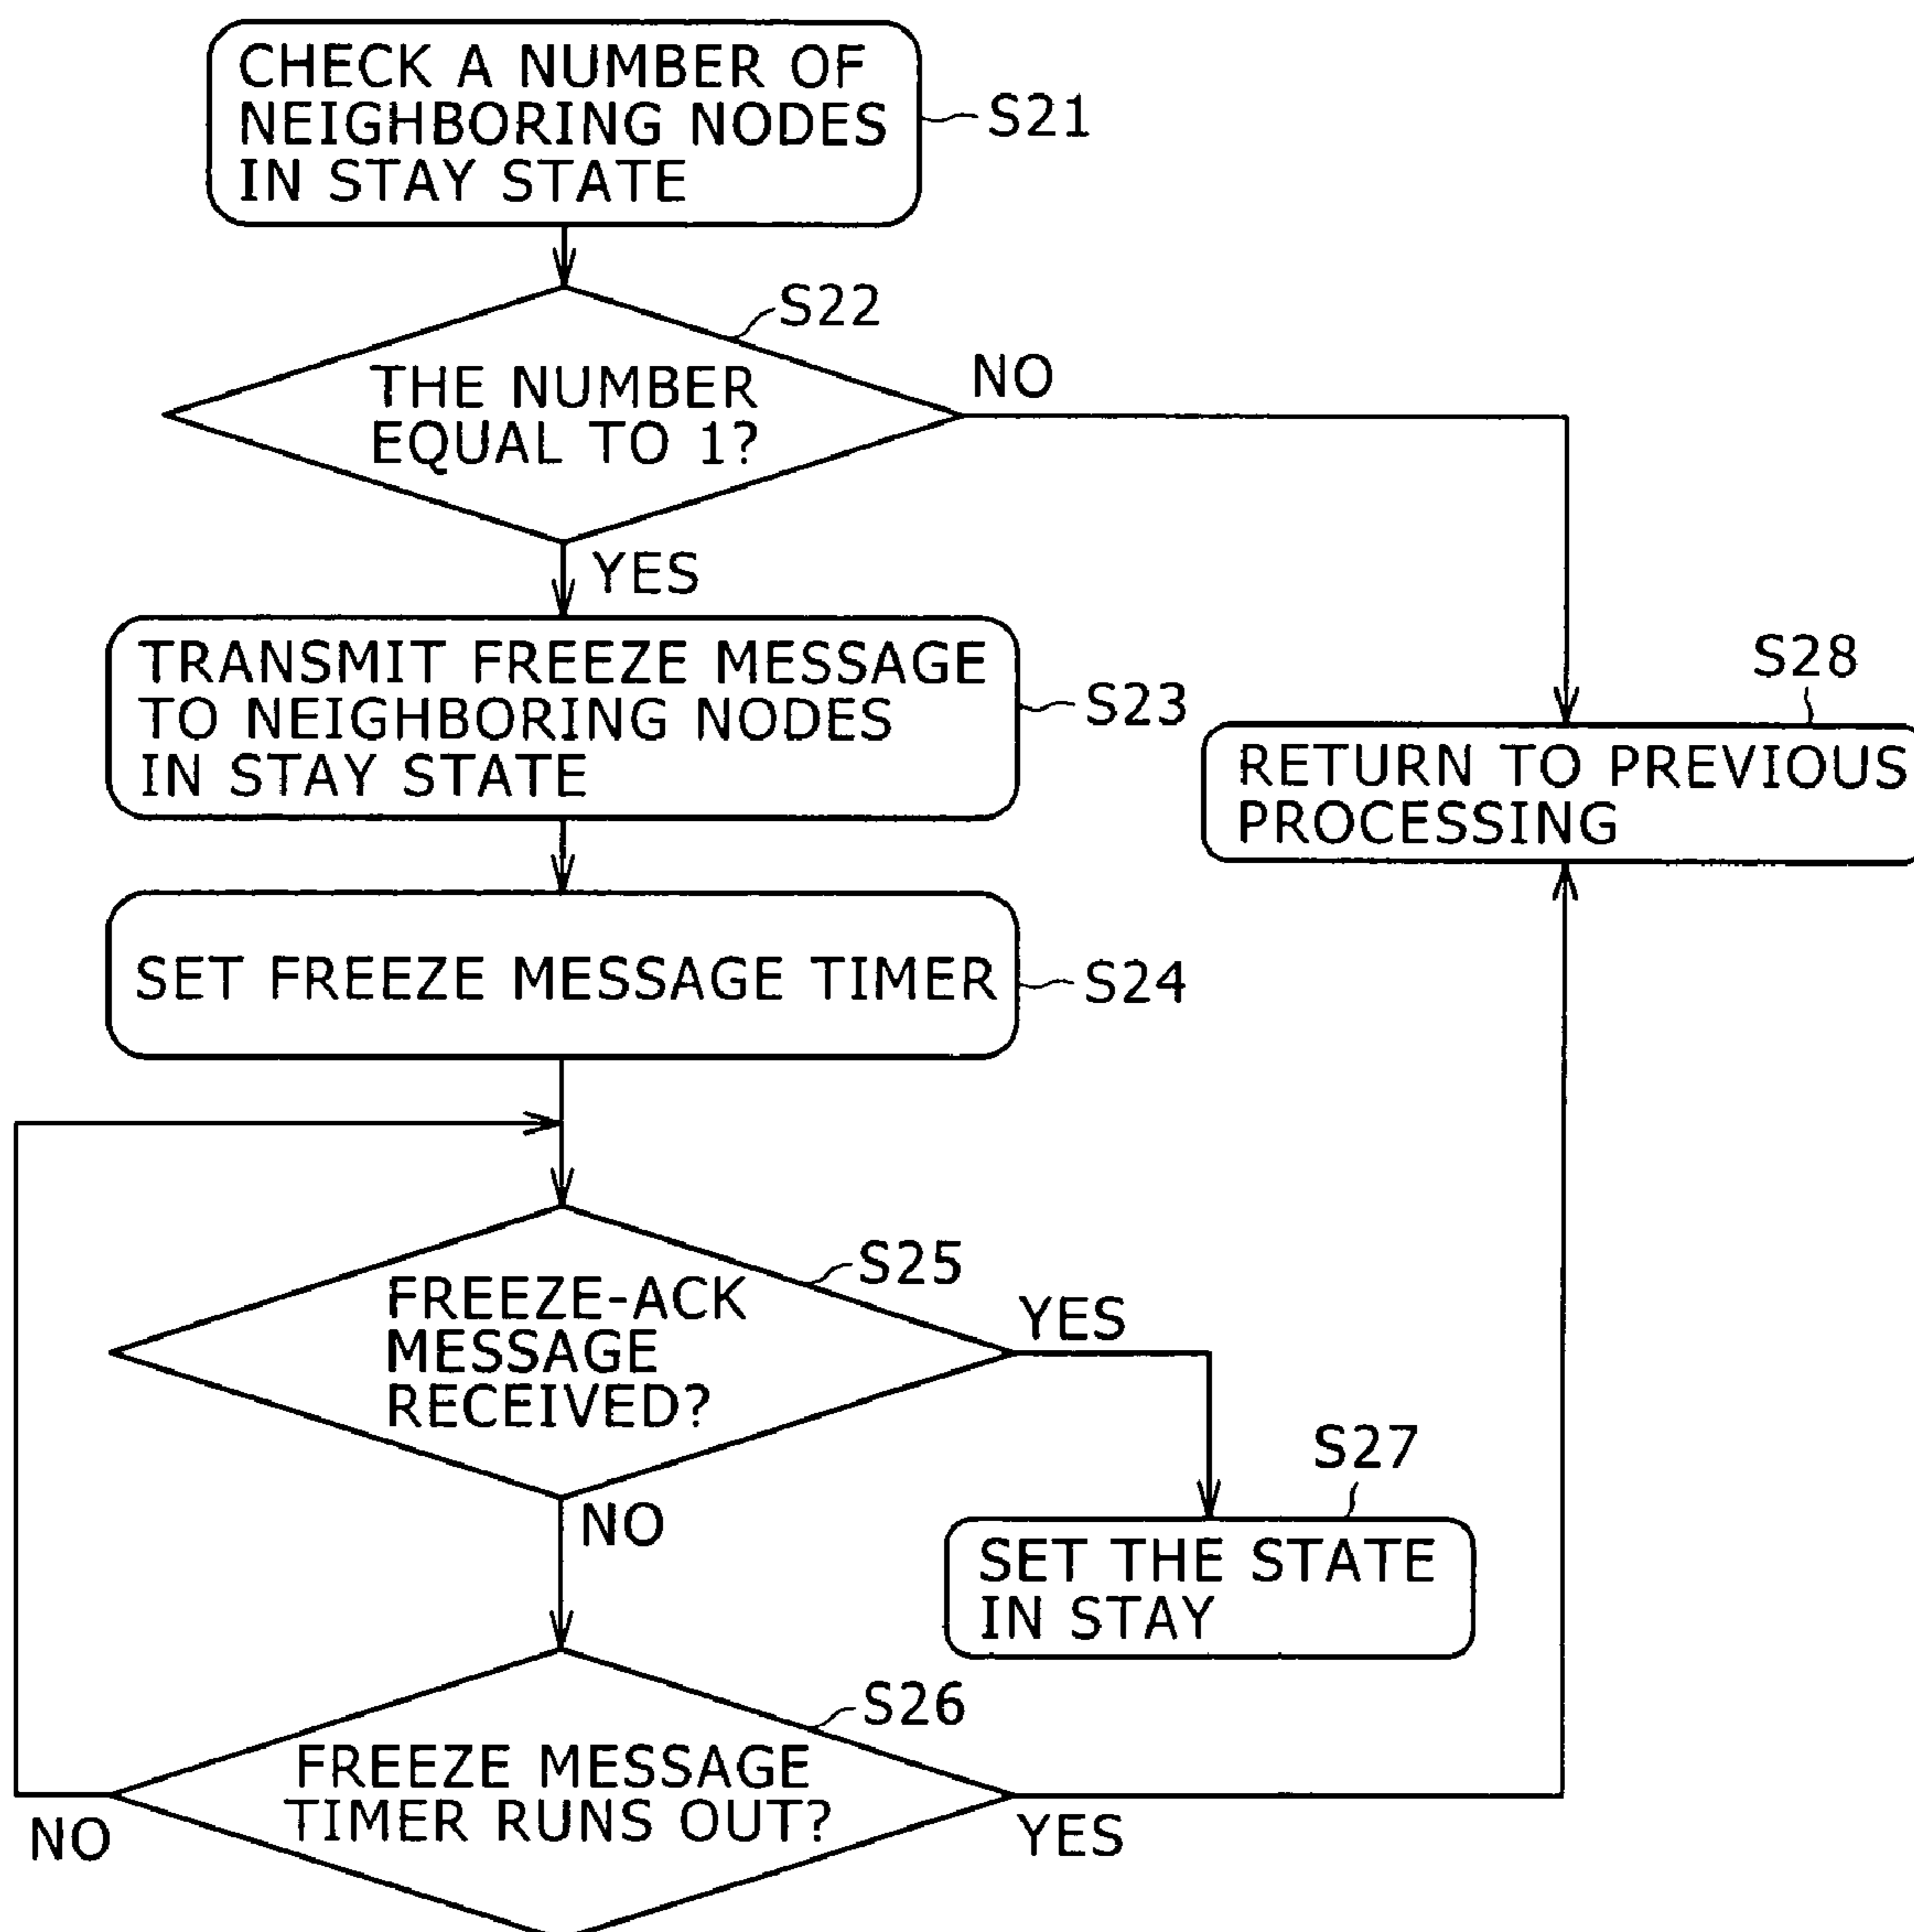 CHECK A NUMBER OF
NEIGHBORING NODES
IN STAY STATE
S21
S22
THE NUMBER
EQUAL TO 1?
NO
YES
TRANSMIT FREEZE MESSAGE
TO NEIGHBORING NODES
IN STAY STATE
S23
S28
RETURN TO PREVIOUS
PROCESSING
SET FREEZE MESSAGE TIMER
S24
S25
FREEZE-ACK
MESSAGE
RECEIVED?
YES
NO
S27
SET THE STATE
IN STAY
S26
FREEZE MESSAGE
TIMER RUNS OUT?
NO
YES